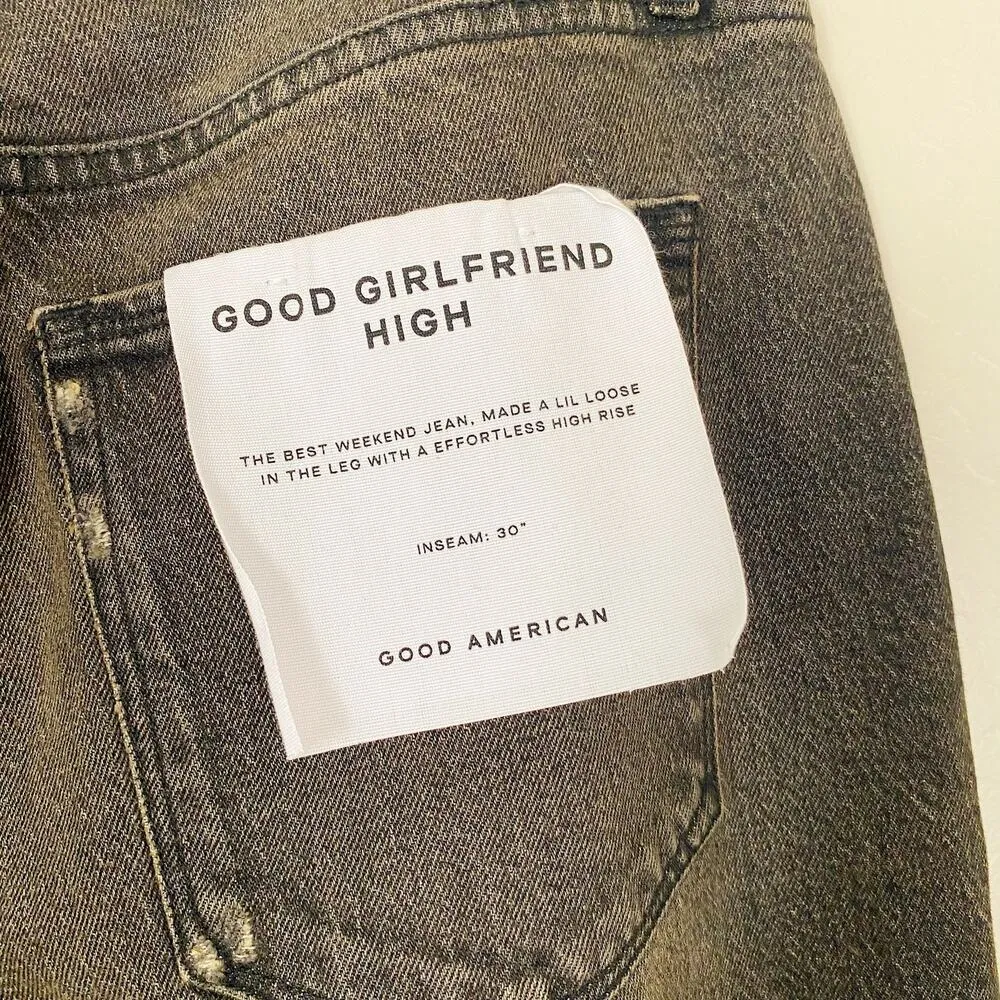 GOOD GIRLFRIEND
HIGH
THE BEST WEEKEND JEAN, MADE A LIL LOOSE
IN THE LEG WITH A EFFORTLESS HIGH RISE
INSEAM: 30"
GOOD AMERICAN